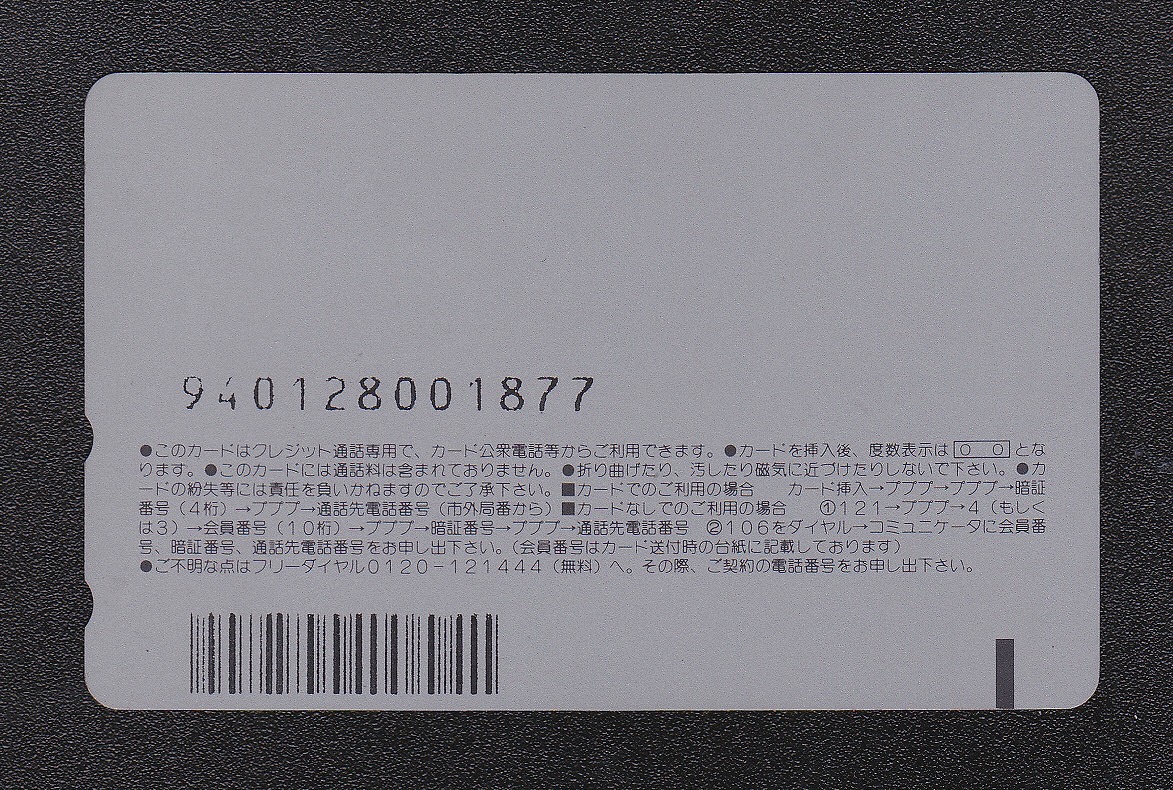 940128001877
●このカードはクレジット通話専用で、カード公衆電話等からご利用できます。●カードを挿入後、度数表示は 0 0 とな
ります。●このカードには通話料は含まれておりません。●折り曲げたり、汚したり磁気に近づけたりしないで下さい。●カ
ードの紛失等には責任を負いかねますのでご了承下さい。■カードでのご利用の場合 カード挿入→ププププ→ププププ→暗証
番号（4桁）→ププププ→通話先電話番号（市外局番から）■カードなしでのご利用の場合 ①121→ププププ→4（もしく
は3）→会員番号（10桁）→ププププ→暗証番号→ププププ→通話先電話番号 ②106をダイヤル→コミュニケータに会員番
号、暗証番号、通話先電話番号をお申し出下さい。（会員番号はカード送付時の台紙に記載しております）
●ご不明な点はフリーダイヤル0120-121444（無料）へ。その際、ご契約の電話番号をお申し出下さい。